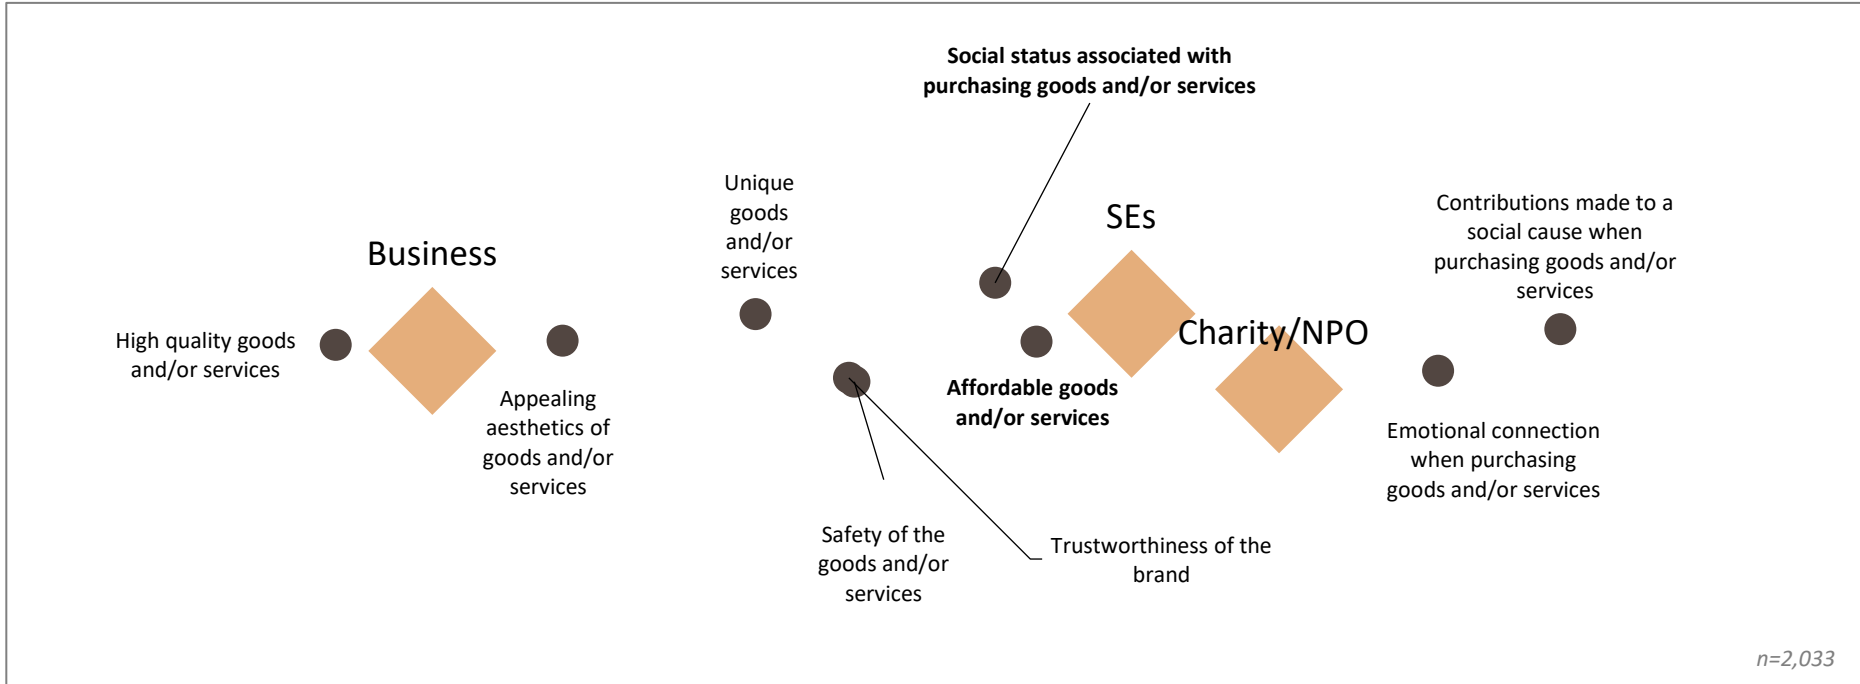 Social status associated with
purchasing goods and/or services
Unique
goods
and/or
services
SEs
Contributions made to a
social cause when
purchasing goods and/or
services
Business
High quality goods
and/or services
Charity/NPO
Appealing
aesthetics of
goods and/or
services
Affordable goods
and/or services
Emotional connection
when purchasing
goods and/or services
Safety of the
goods and/or
services
Trustworthiness of the
brand
n=2,033